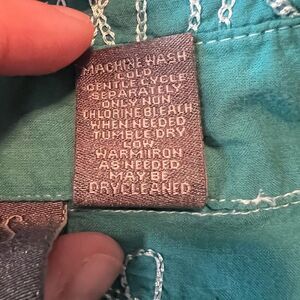 MACHINE WASH
COLD
GENTLE CYCLE
SEPARATELY
ONLY NON
CHLORINE BLEACH
WHEN NEEDED
TUMBLE DRY
LOW
WARM IRON
AS NEEDED
MAY BE
DRYCLEANED